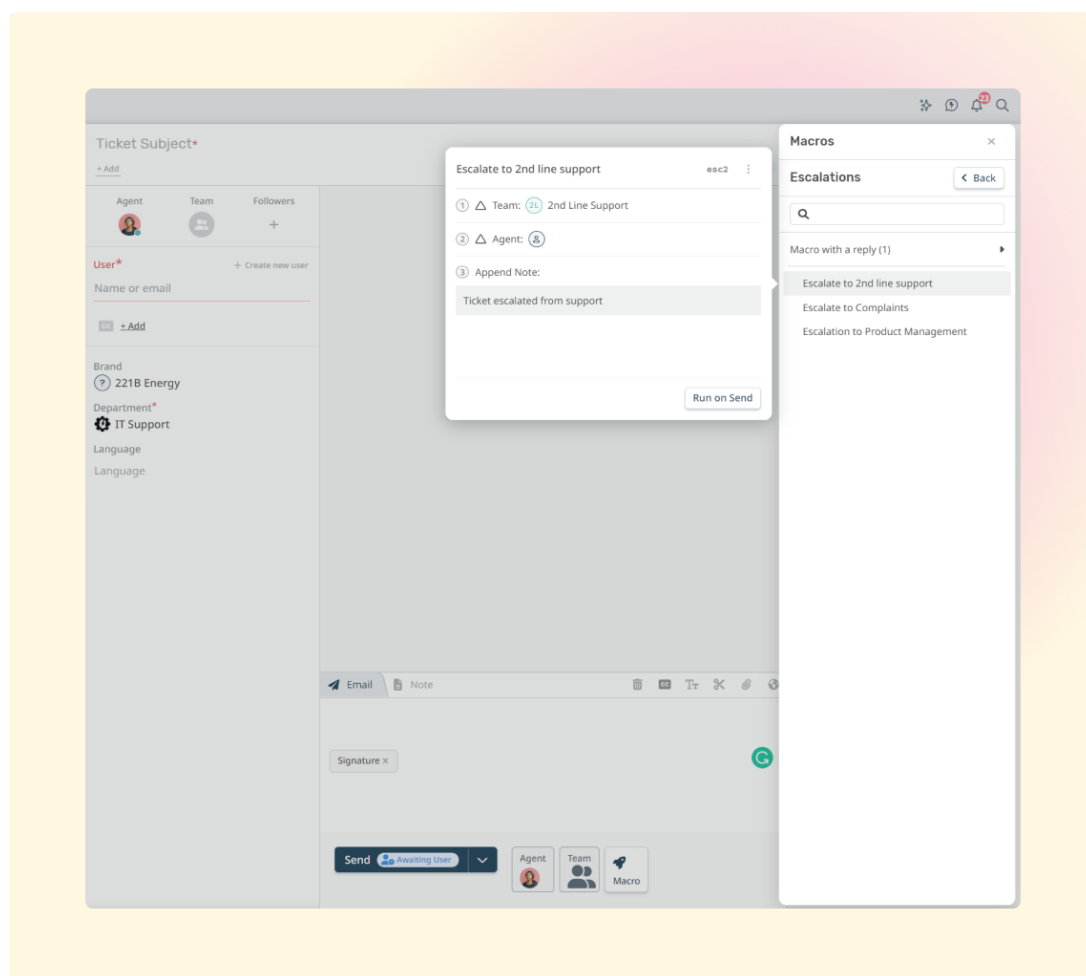 23
Ticket Subject*
+ Add
Agent Team Followers
User* + Create new user
Name or email
CC + Add
Brand
? 221B Energy
Department*
IT Support
Language
Language
Escalate to 2nd line support esc2
1 Team: 2L 2nd Line Support
2 Agent:
3 Append Note:
Ticket escalated from support
Run on Send
Macros ×
Escalations < Back
Macro with a reply (1)
Escalate to 2nd line support
Escalate to Complaints
Escalation to Product Management
Email Note CC TT
Signature ×
G
Send Awaiting User Agent Team Macro